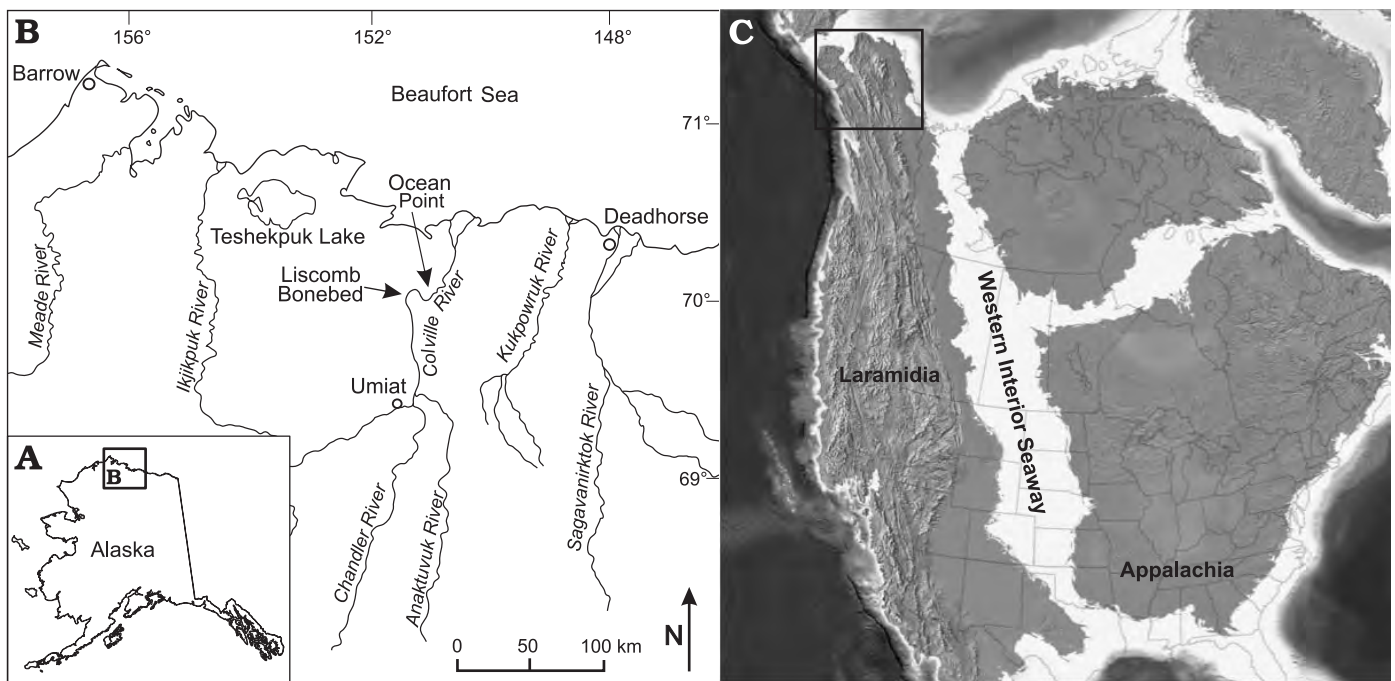 B
156°
152°
148°
Barrow
Beaufort Sea
71°
Ocean
Point
Deadhorse
Teshekpuk Lake
Liscomb
Bonebed
70°
Meade River
Ikjikpuk River
Colville River
Kukpowruk River
Umiat
69°
Chandler River
Anaktuvuk River
Sagavanirktok River
0 50 100 km
N
A
B
Alaska
C
Western Interior Seaway
Laramidia
Appalachia